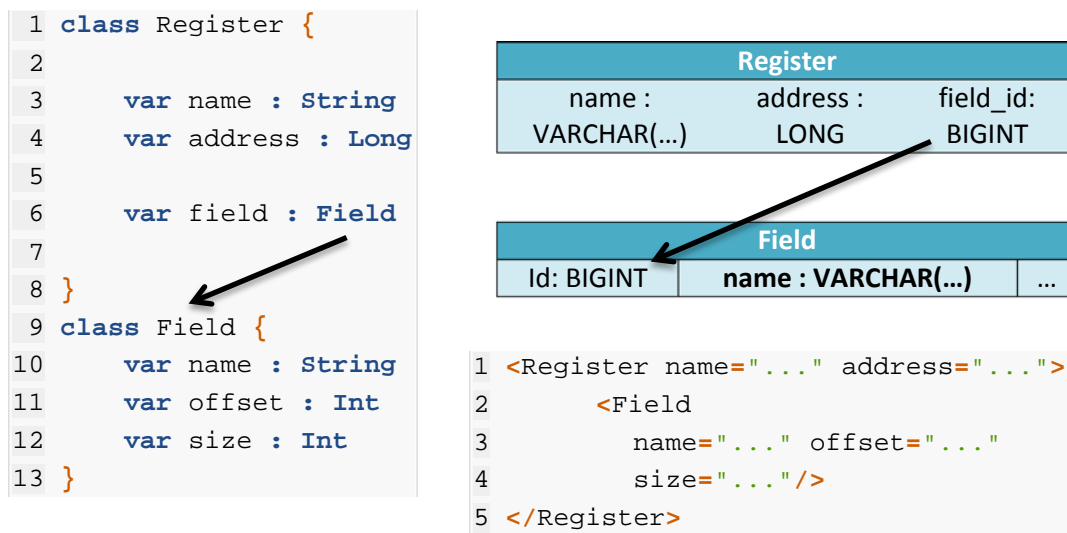 1 class Register {
2
3 var name : String
4 var address : Long
5
6 var field : Field
7
8 }
9 class Field {
10 var name : String
11 var offset : Int
12 var size : Int
13 }
Register
name : address : field_id:
VARCHAR(…) LONG BIGINT
Field
Id: BIGINT name : VARCHAR(…) …
1 <Register name="..." address="...">
2 <Field
3 name="..." offset="..."
4 size="..."/>
5 </Register>